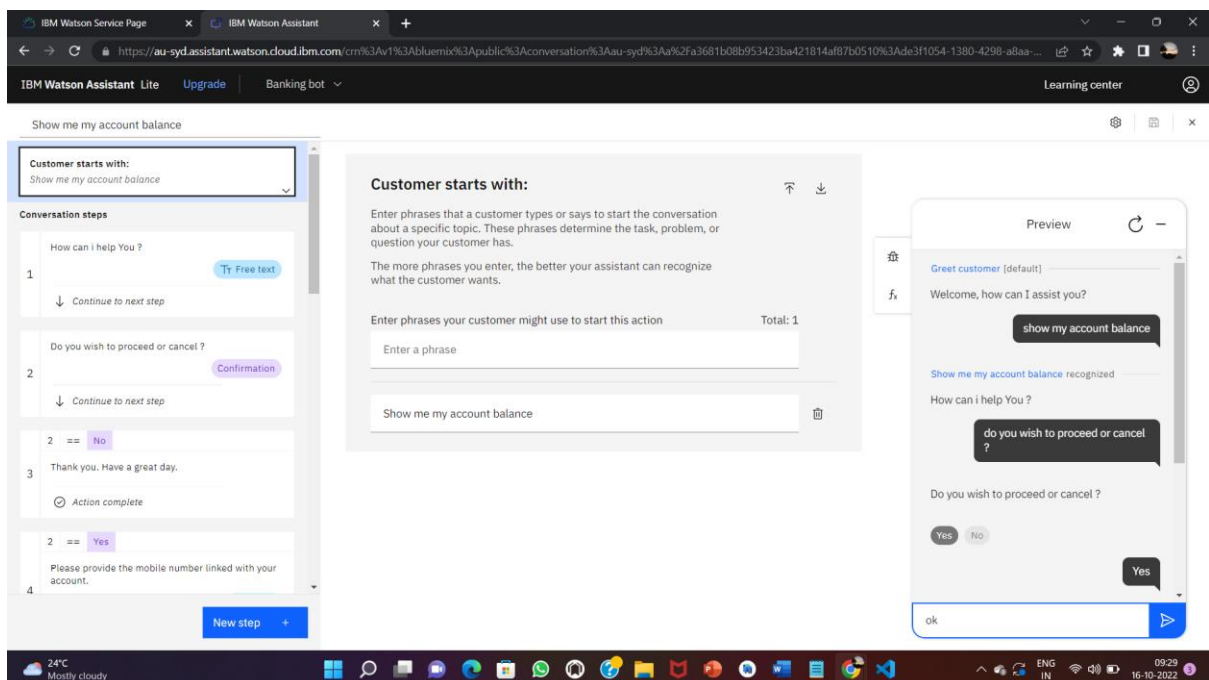 IBM Watson Service Page
IBM Watson Assistant
https://au-syd.assistant.watson.cloud.ibm.com/crn%3Av1%3Abluemix%3Apublic%3Aconversation%3Aau-syd%3Aa%2Fa3681b08b953423ba421814af87b0510%3Ade3f1054-1380-4298-a8aa-...
IBM Watson Assistant Lite Upgrade Banking bot Learning center
Show me my account balance
Customer starts with:
Show me my account balance
Conversation steps
1
How can i help You ?
Free text
Continue to next step
2
Do you wish to proceed or cancel ?
Confirmation
Continue to next step
3
2 == No
Thank you. Have a great day.
Action complete
4
2 == Yes
Please provide the mobile number linked with your
account.
New step +
Customer starts with:
Enter phrases that a customer types or says to start the conversation
about a specific topic. These phrases determine the task, problem, or
question your customer has.
The more phrases you enter, the better your assistant can recognize
what the customer wants.
Enter phrases your customer might use to start this action Total: 1
Enter a phrase
Show me my account balance
Preview
Greet customer [default]
Welcome, how can I assist you?
show my account balance
Show me my account balance recognized
How can i help You ?
do you wish to proceed or cancel
?
Do you wish to proceed or cancel ?
Yes No
Yes
ok
24°C
Mostly cloudy
ENG
IN
09:29
16-10-2022
3